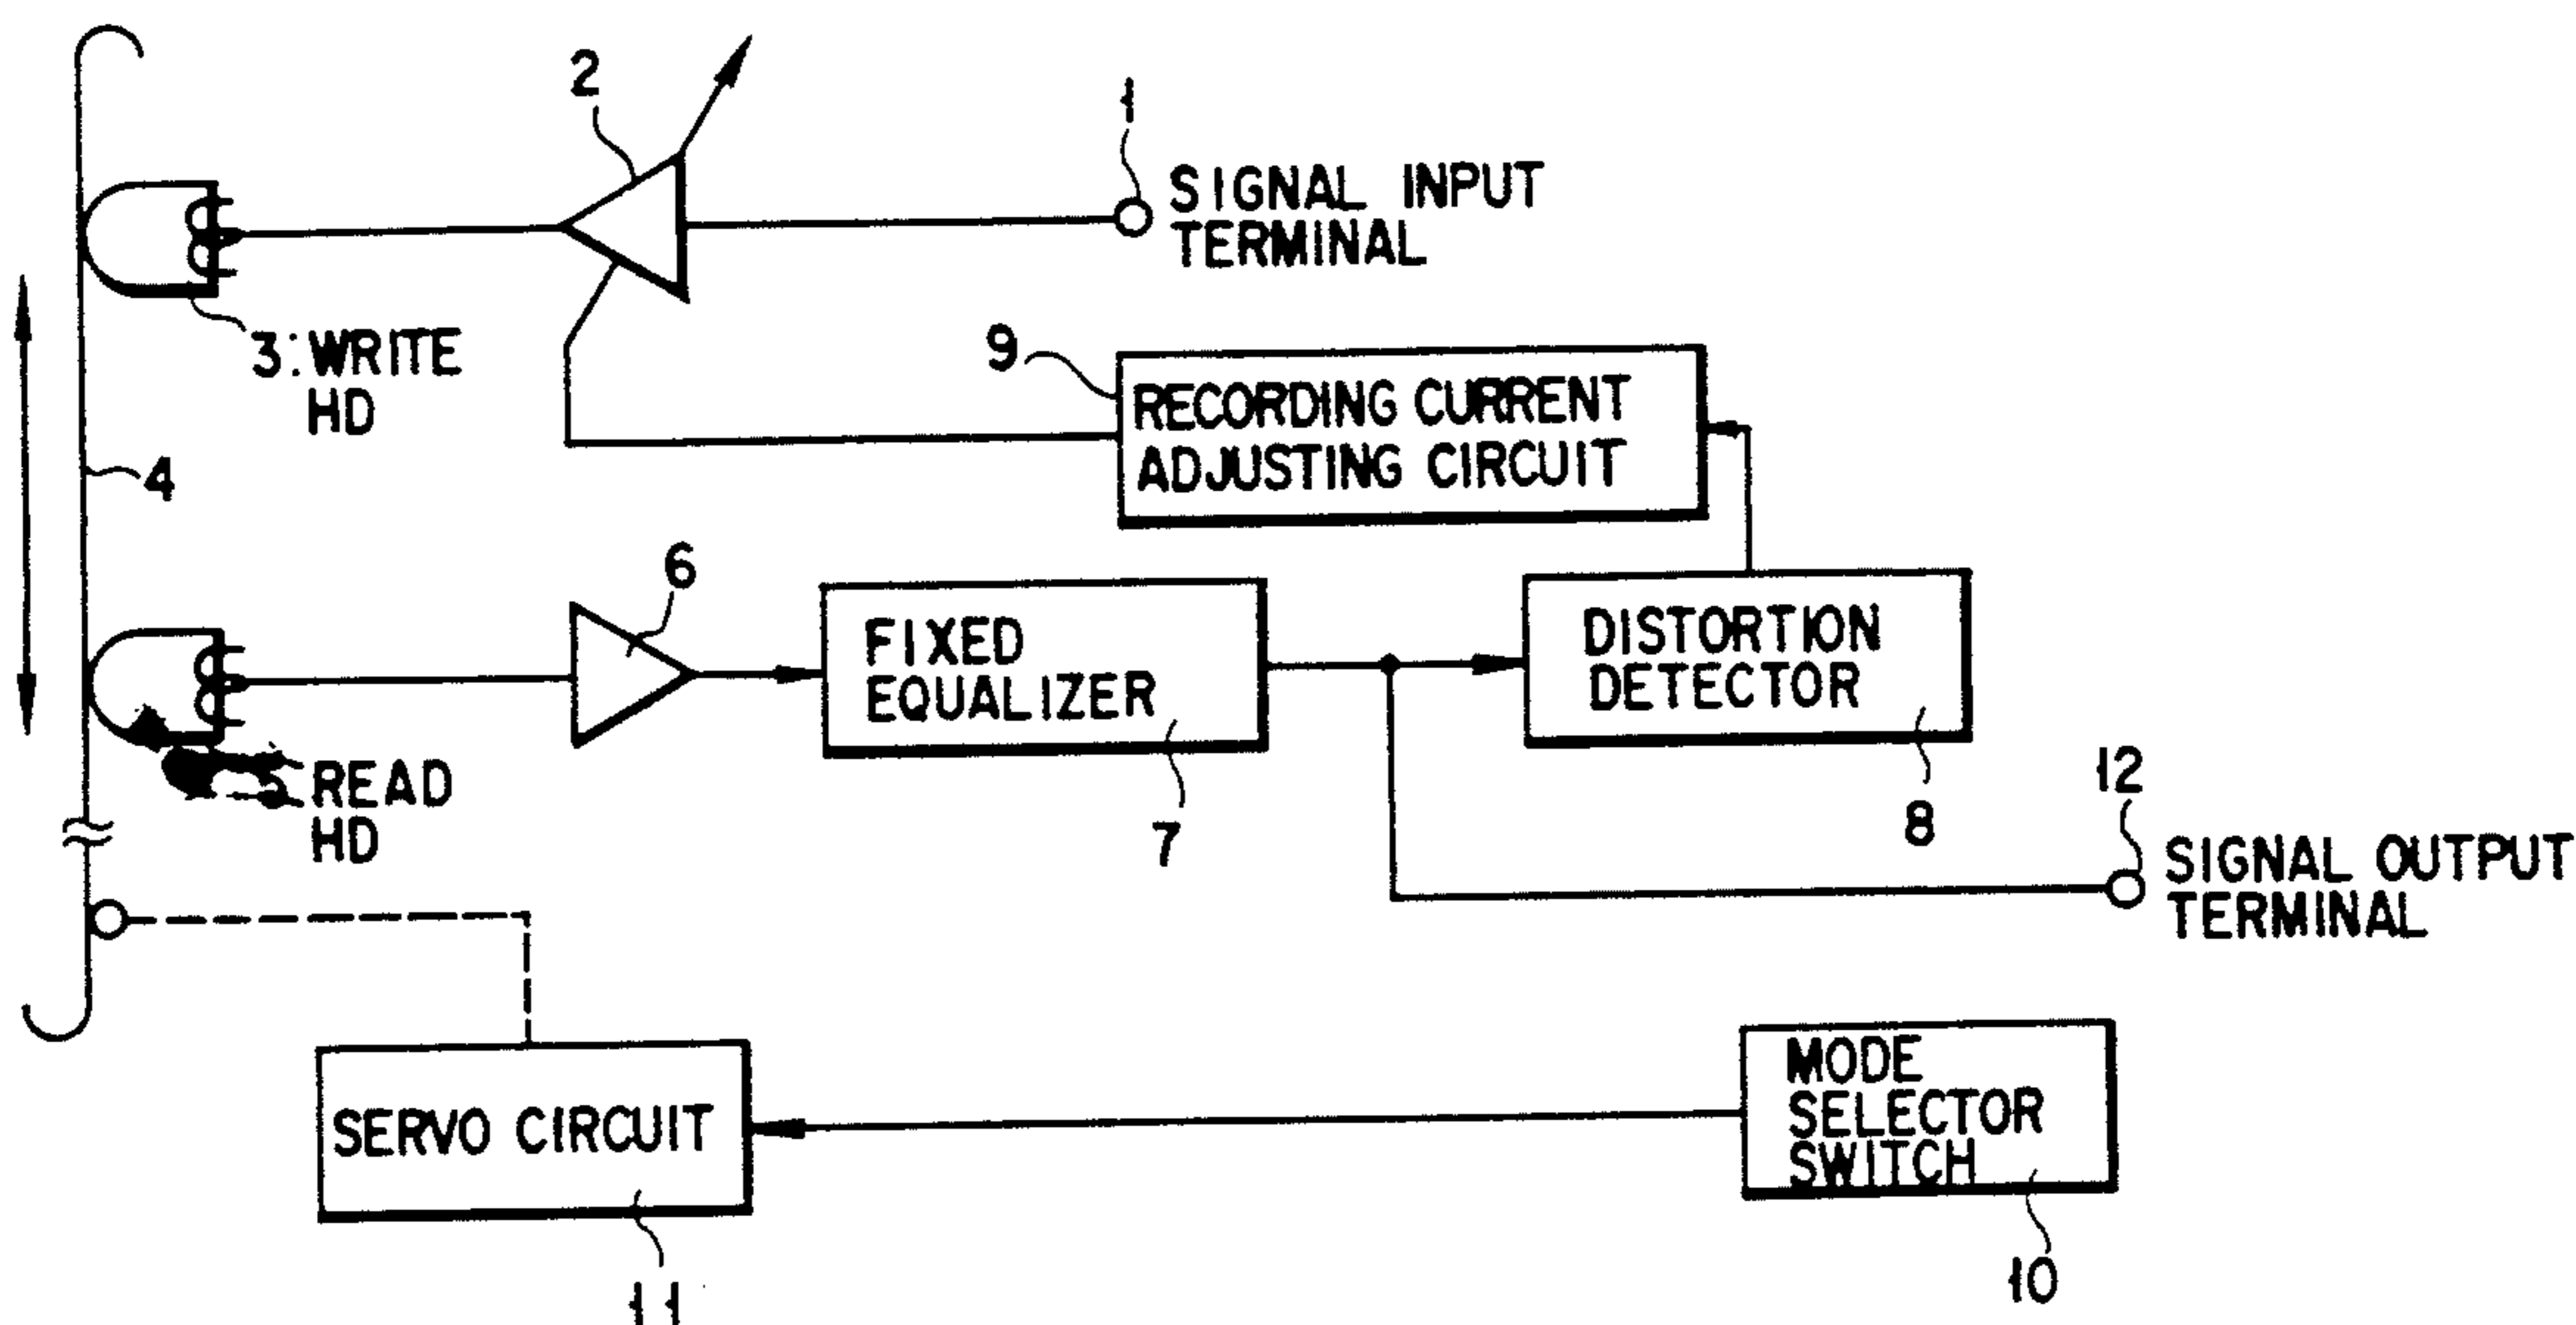 2
1
SIGNAL INPUT
TERMINAL
3: WRITE
HD
9
RECORDING CURRENT
ADJUSTING CIRCUIT
4
6
FIXED
EQUALIZER
7
DISTORTION
DETECTOR
8
READ
HD
12
SIGNAL OUTPUT
TERMINAL
SERVO CIRCUIT
11
MODE
SELECTOR
SWITCH
10